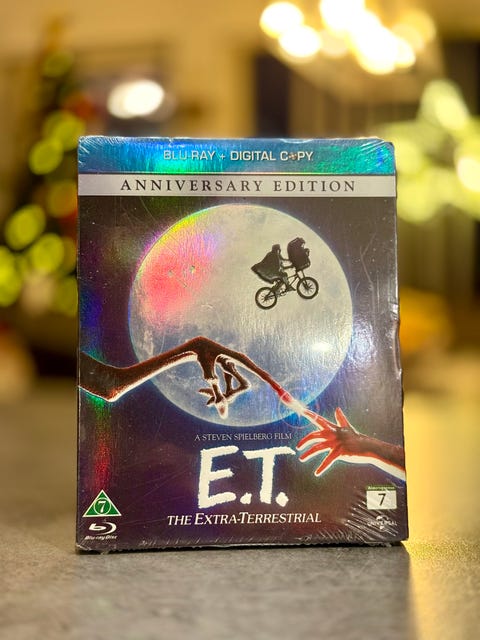 BLU-RAY + DIGITAL COPY
ANNIVERSARY EDITION
A STEVEN SPIELBERG FILM
E.T.
THE EXTRA-TERRESTRIAL
7
Blu-ray Disc
7
UNIVERSAL